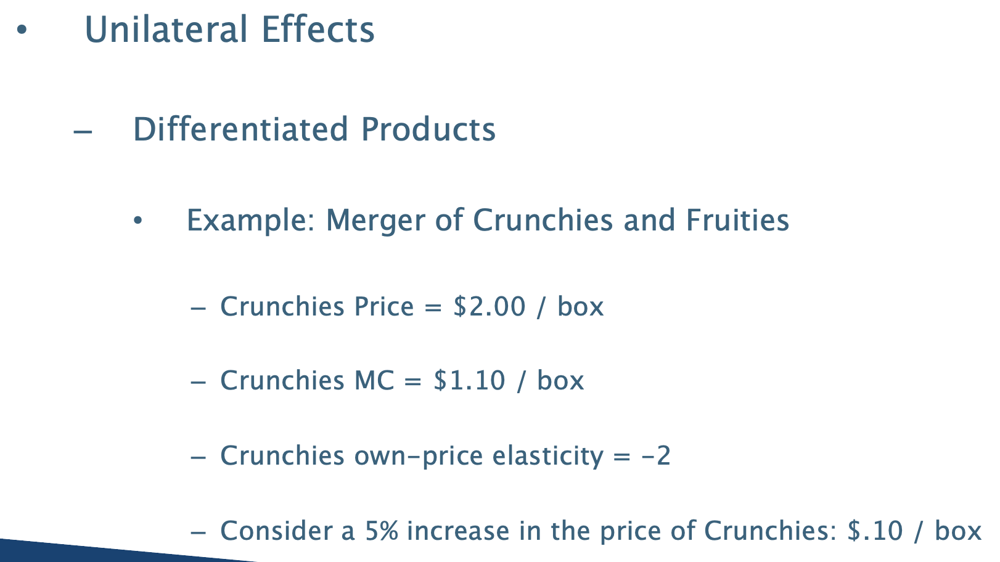 • Unilateral Effects
– Differentiated Products
• Example: Merger of Crunchies and Fruities
– Crunchies Price = $2.00 / box
– Crunchies MC = $1.10 / box
– Crunchies own-price elasticity = -2
– Consider a 5% increase in the price of Crunchies: $.10 / box